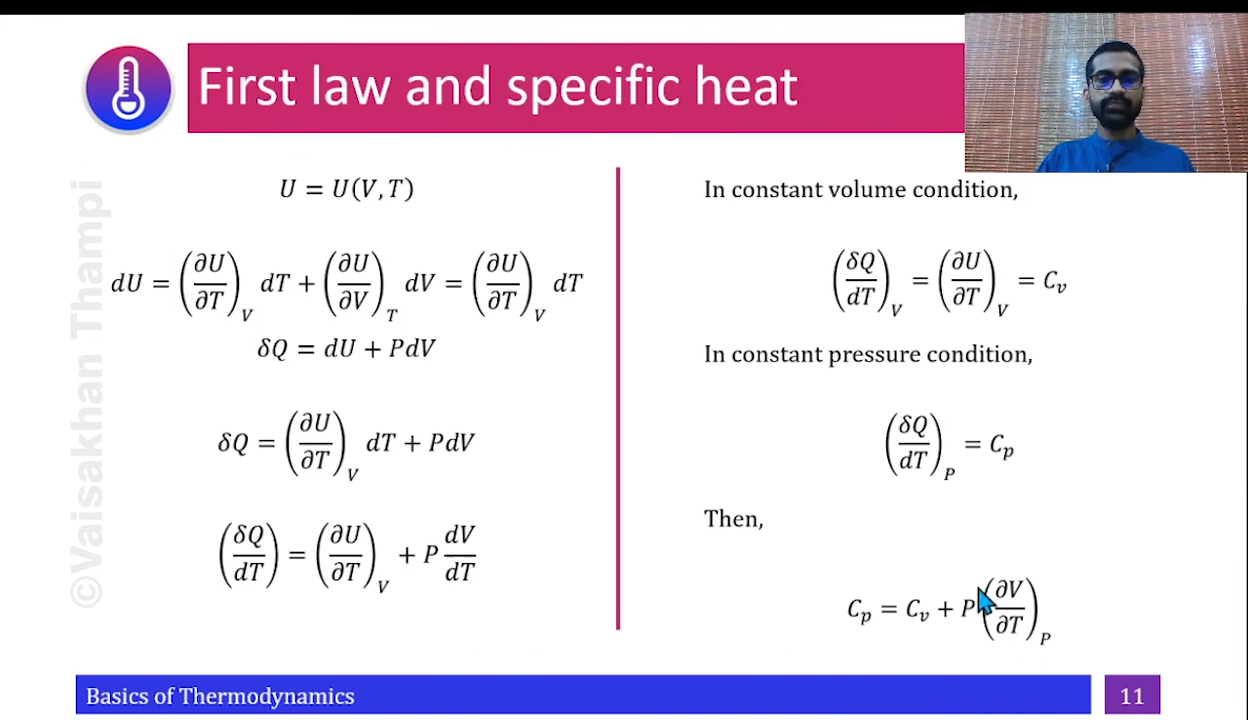 First law and specific heat
U = U(V, T)
dU = (∂U/∂T)_V dT + (∂U/∂V)_T dV = (∂U/∂T)_V dT
δQ = dU + PdV
δQ = (∂U/∂T)_V dT + PdV
(δQ/dT) = (∂U/∂T)_V + P dV/dT
In constant volume condition,
(δQ/dT)_V = (∂U/∂T)_V = C_v
In constant pressure condition,
(δQ/dT)_P = C_p
Then,
C_p = C_v + P(∂V/∂T)_P
©Vaisakhan Thampi
Basics of Thermodynamics
11